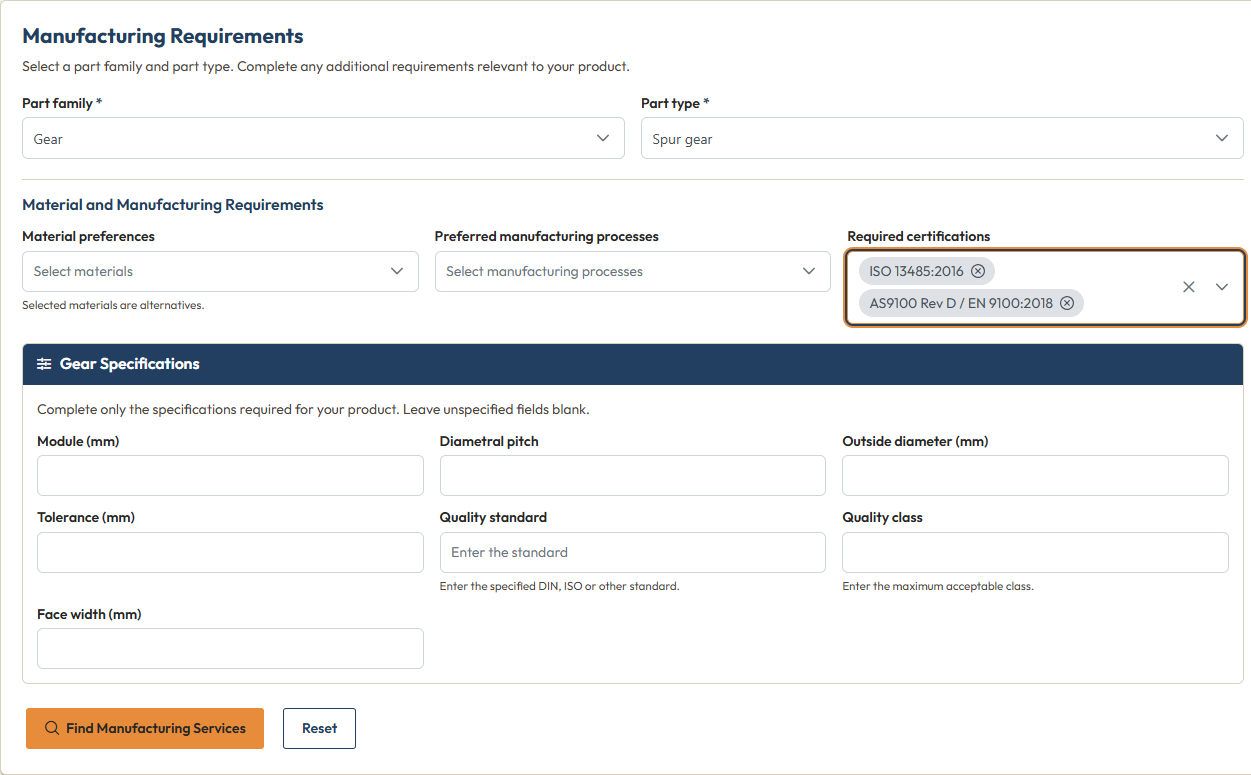 Manufacturing Requirements
Select a part family and part type. Complete any additional requirements relevant to your product.
Part family * Part type *
Gear Spur gear
Material and Manufacturing Requirements
Material preferences Preferred manufacturing processes Required certifications
Select materials Select manufacturing processes ISO 13485:2016
AS9100 Rev D / EN 9100:2018
Selected materials are alternatives.
Gear Specifications
Complete only the specifications required for your product. Leave unspecified fields blank.
Module (mm) Diametral pitch Outside diameter (mm)
Tolerance (mm) Quality standard Quality class
Enter the standard
Enter the specified DIN, ISO or other standard. Enter the maximum acceptable class.
Face width (mm)
Find Manufacturing Services Reset